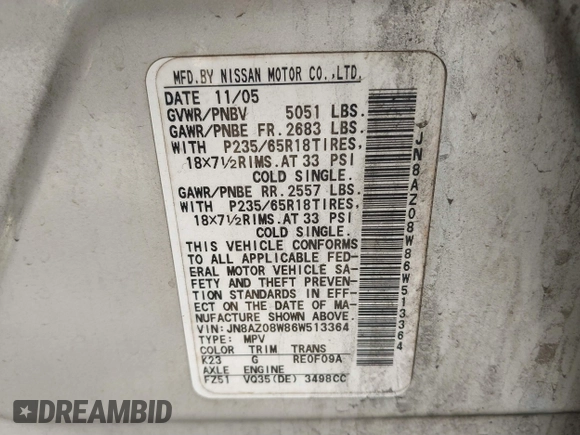 MFD.BY NISSAN MOTOR CO.,LTD.
DATE 11/05
GVWR/PNBV 5051 LBS.
GAWR/PNBE FR. 2683 LBS.
WITH P235/65R18TIRES,
18X7½RIMS.AT 33 PSI
COLD SINGLE.
GAWR/PNBE RR. 2557 LBS.
WITH P235/65R18TIRES,
18X7½RIMS.AT 33 PSI
COLD SINGLE.
THIS VEHICLE CONFORMS
TO ALL APPLICABLE FED-
ERAL MOTOR VEHICLE SA-
FETY AND THEFT PREVENTION
STANDARDS IN EFF-
ECT ON THE DATE OF MA-
NUFACTURE SHOWN ABOVE.
VIN:JN8AZ08W86W513364
TYPE: MPV
COLOR TRIM TRANS
K23 G RE0F09A
AXLE ENGINE
FZ51 VQ35(DE) 3498CC
JN8AZ08W86W513364
DREAMBID